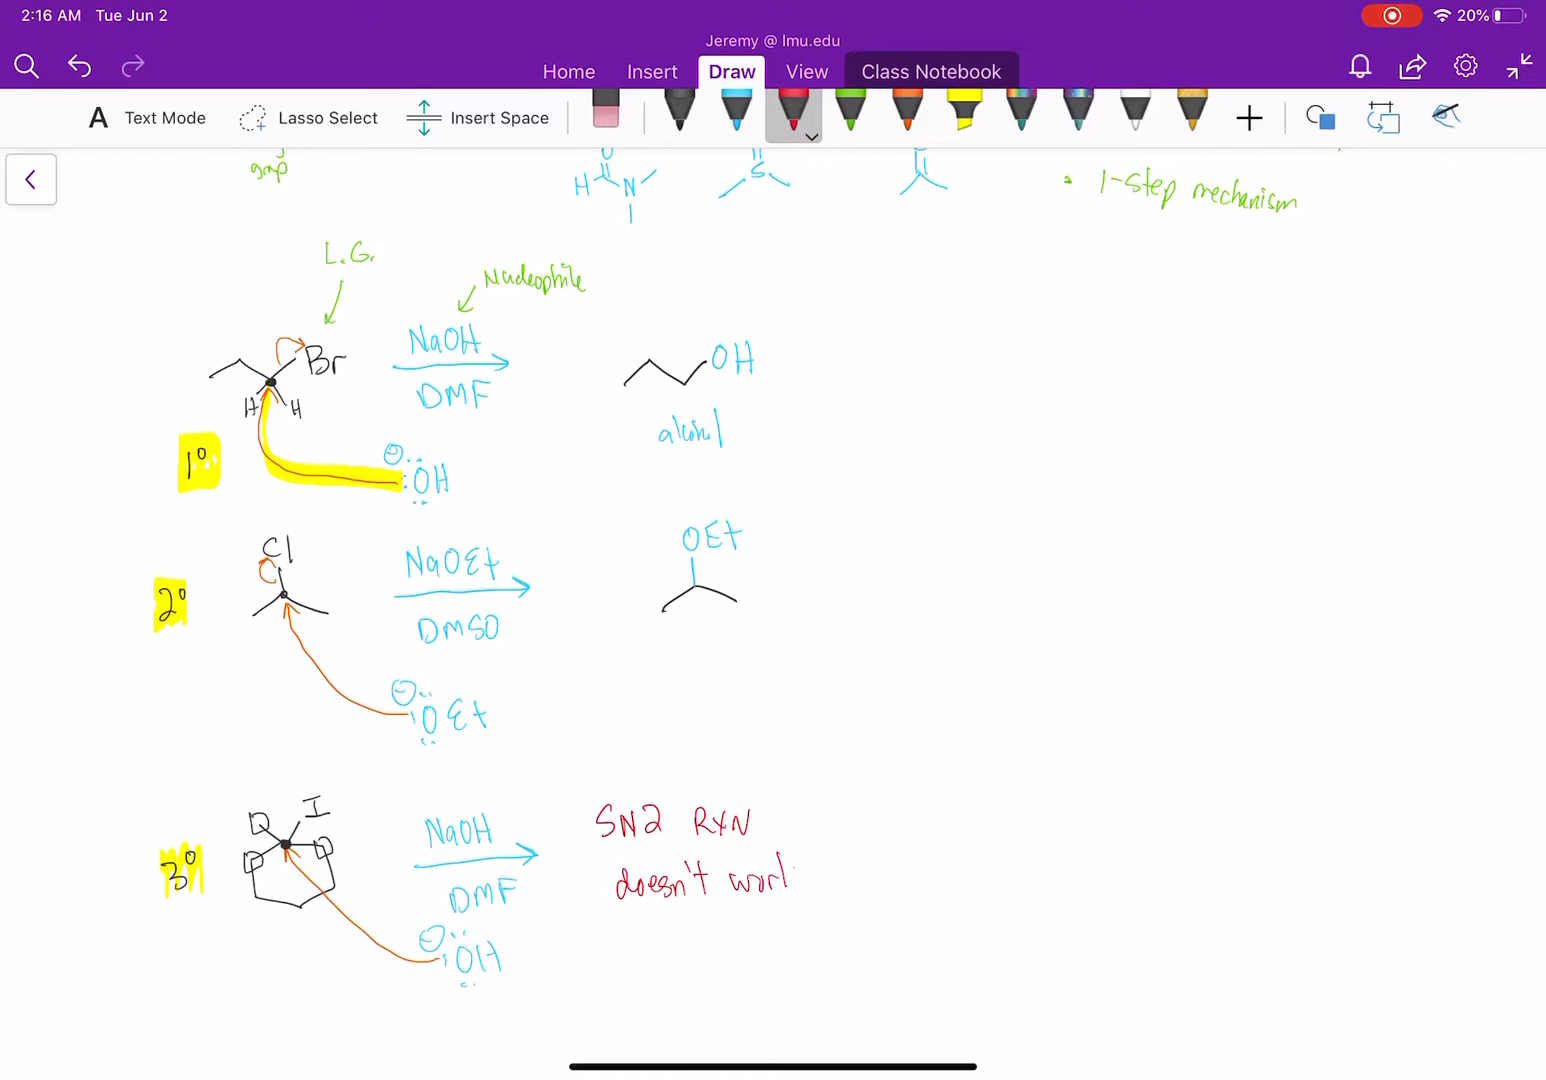 2:16 AM Tue Jun 2
20%
Jeremy @ lmu.edu
Home Insert Draw View Class Notebook
A Text Mode Lasso Select Insert Space
group
O
H N
S
• 1-Step mechanism
L.G.
Nucleophile
Br
NaOH
DMF
OH
H H
alcohol
1°
⊖
:OH
Cl
NaOEt
DMSO
OEt
2°
⊖
:OEt
I
NaOH
DMF
SN2 RXN
doesn't work
3°
⊖
:OH